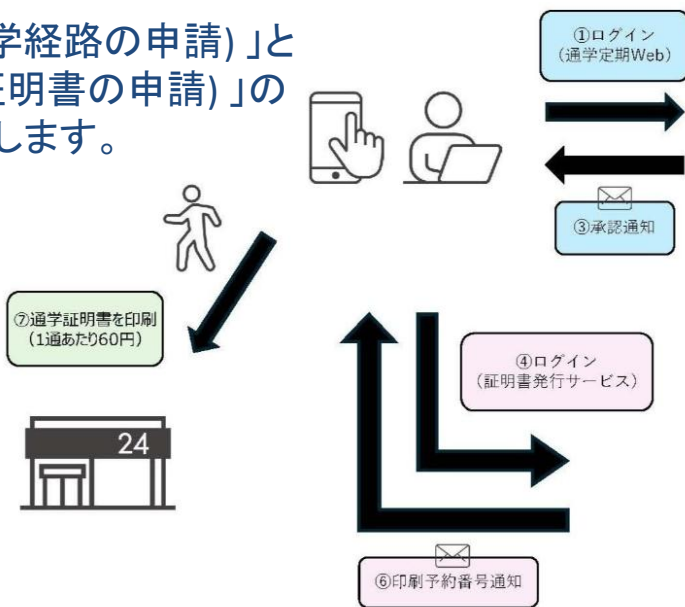 学経路の申請)」と
証明書の申請)」の
します。
①ログイン
(通学定期Web)
③承認通知
⑦通学証明書を印刷
(1通あたり60円)
④ログイン
(証明書発行サービス)
24
⑥印刷予約番号通知